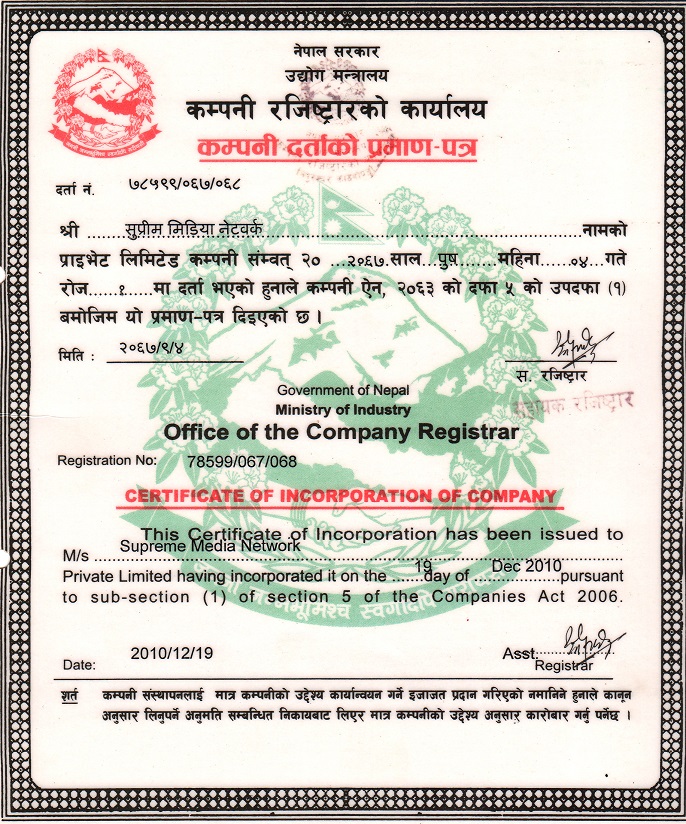 नेपाल सरकार
उद्योग मन्त्रालय
कम्पनी रजिष्ट्रारको कार्यालय
कम्पनी दर्ताको प्रमाण-पत्र
दर्ता नं. ७८५९९/०६७/०६८
श्री ......सुप्रीम मिडिया नेटवर्क......नामको
प्राइभेट लिमिटेड कम्पनी संम्वत् २० ...२०६७.साल...पुष......महिना.....०४...गते
रोज......१.... मा दर्ता भएको हुनाले कम्पनी ऐन, २०६३ को दफा ५ को उपदफा (१)
बमोजिम यो प्रमाण-पत्र दिइएको छ ।
मिति : २०६७/९/४
स. रजिष्ट्रार
सहायक रजिष्ट्रार
Government of Nepal
Ministry of Industry
Office of the Company Registrar
Registration No: 78599/067/068
CERTIFICATE OF INCORPORATION OF COMPANY
This Certificate of Incorporation has been issued to
M/s Supreme Media Network
Private Limited having incorporated it on the ......19 day of ...Dec 2010......pursuant
to sub-section (1) of section 5 of the Companies Act 2006.
Date: 2010/12/19
Asst...............
Registrar
शर्त कम्पनी संस्थापनलाई मात्र कम्पनीको उद्देश्य कार्यान्वयन गर्ने इजाजत प्रदान गरिएको नमानिने हुनाले कानून
अनुसार लिनुपर्ने अनुमति सम्बन्धित निकायबाट लिएर मात्र कम्पनीको उद्देश्य अनुसार कारोबार गर्नु पर्नेछ ।